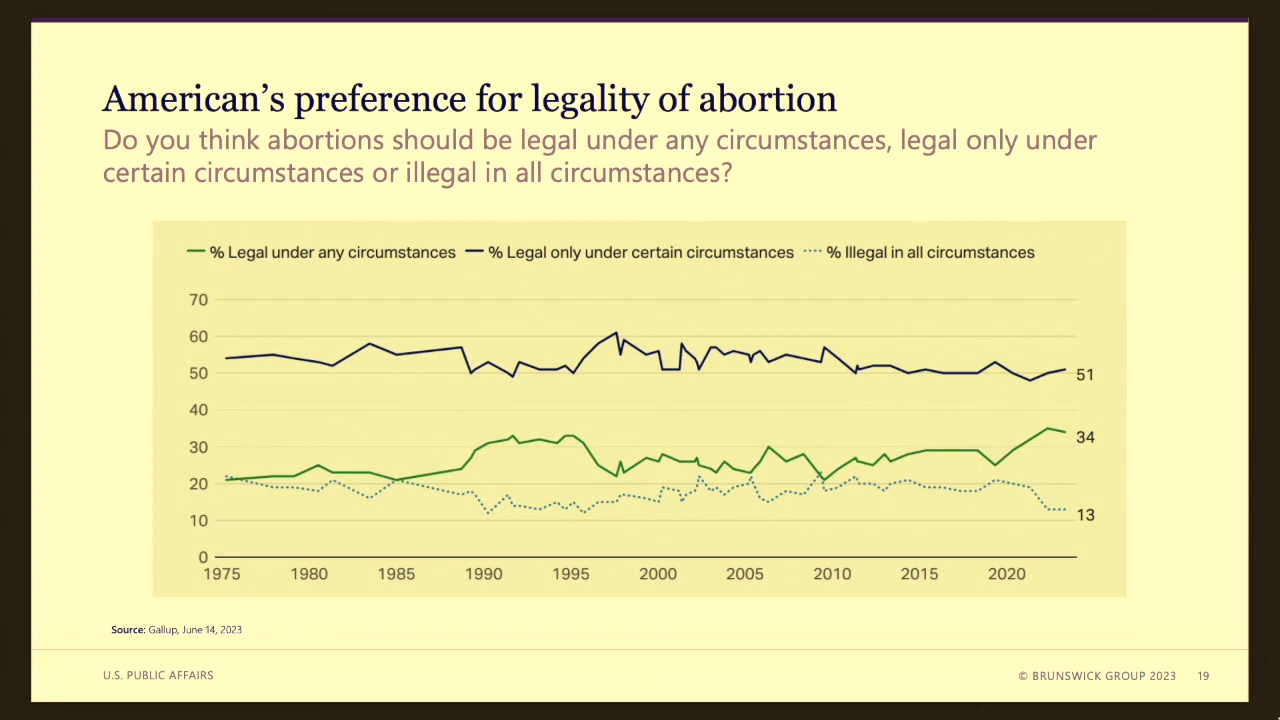 American’s preference for legality of abortion
Do you think abortions should be legal under any circumstances, legal only under
certain circumstances or illegal in all circumstances?
% Legal under any circumstances % Legal only under certain circumstances % Illegal in all circumstances
70
60
50
40
30
20
10
0
51
34
13
1975 1980 1985 1990 1995 2000 2005 2010 2015 2020
Source: Gallup, June 14, 2023
U.S. PUBLIC AFFAIRS
© BRUNSWICK GROUP 2023 19